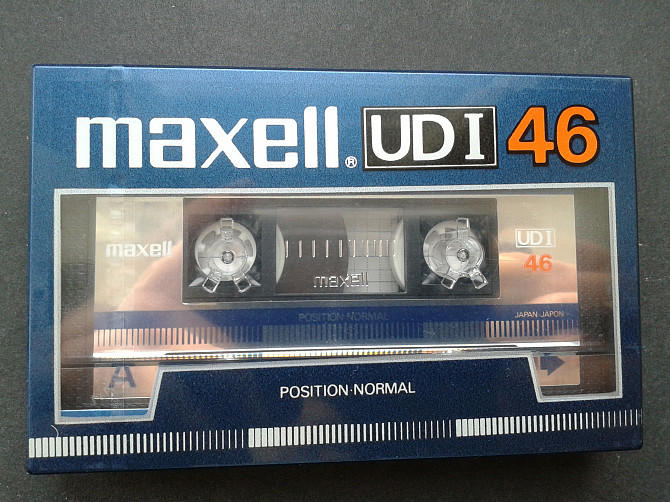 maxell® UD I 46
maxell
UD I
46
maxell
POSITION·NORMAL
JAPAN·JAPON
A
POSITION·NORMAL